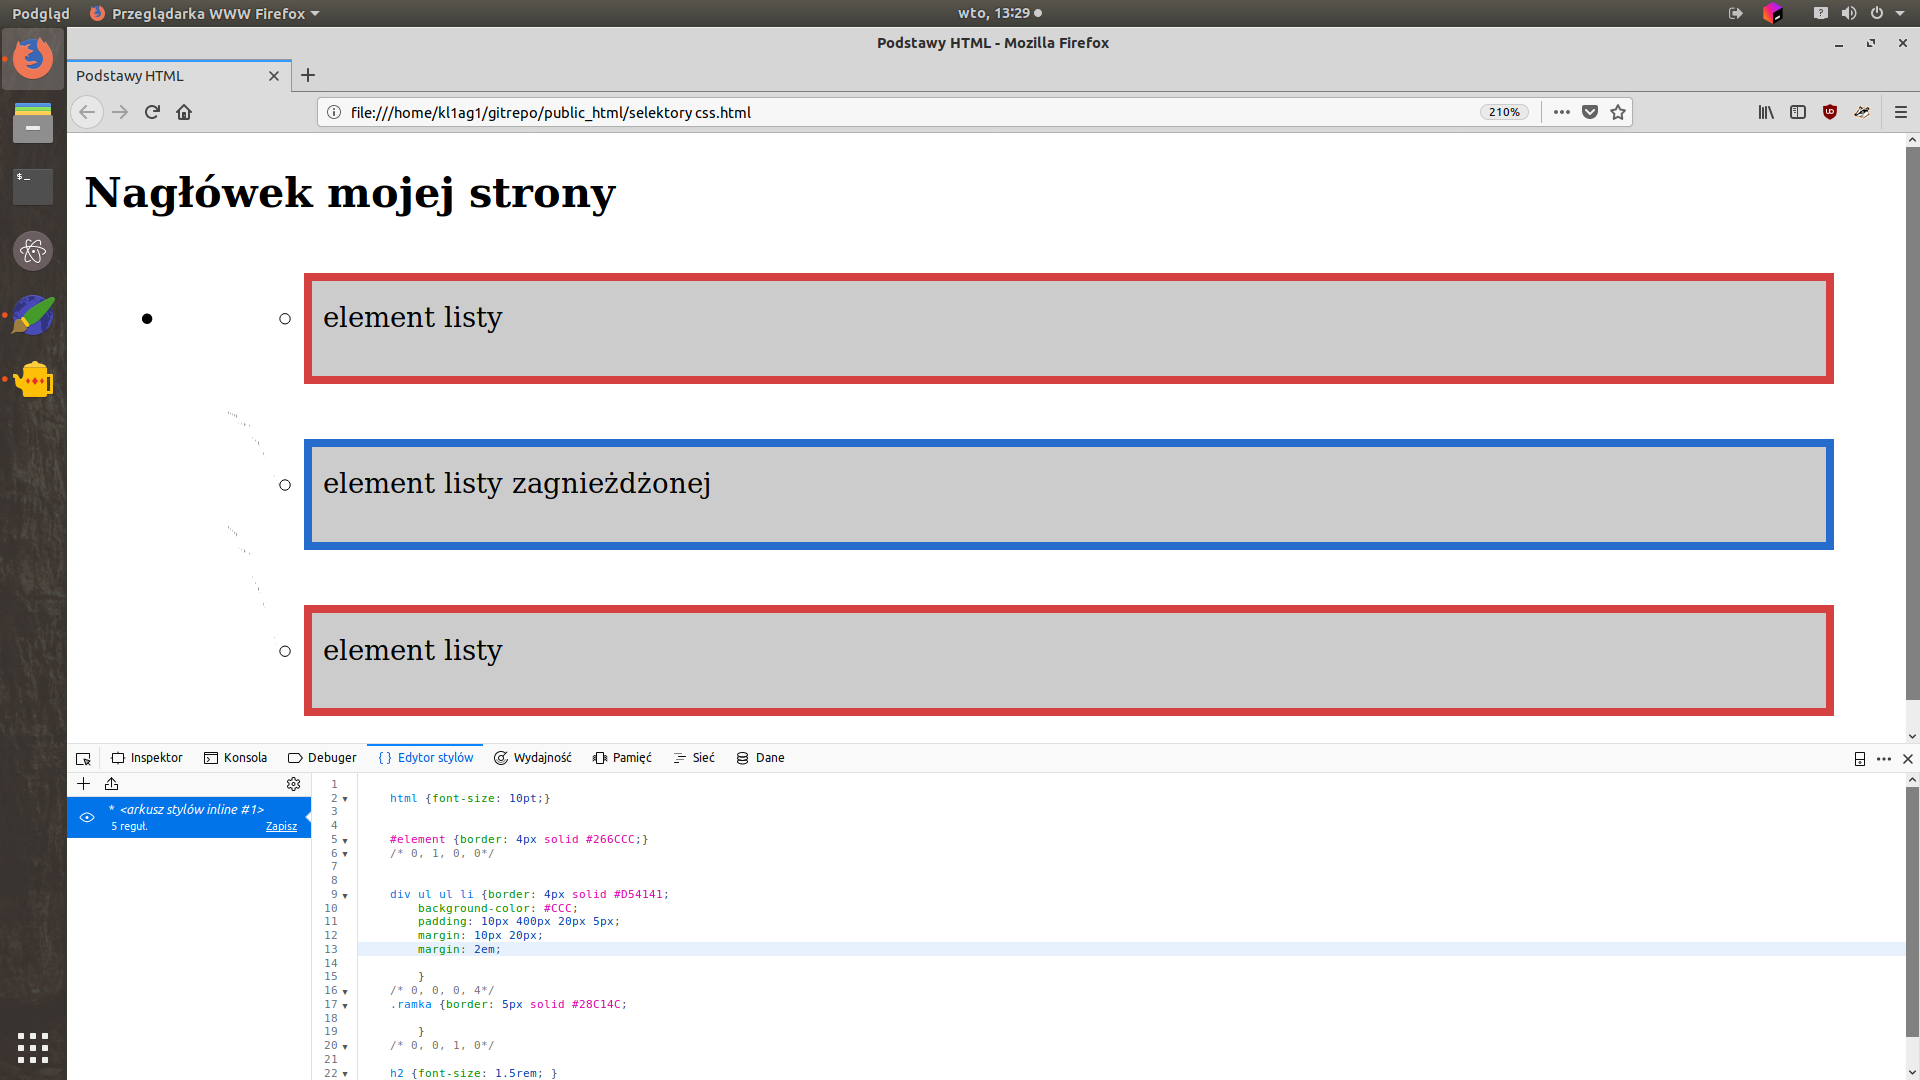 Podgląd Przeglądarka WWW Firefox wto, 13:29
Podstawy HTML - Mozilla Firefox
Podstawy HTML
file:///home/kl1ag1/gitrepo/public_html/selektory css.html 210%
Nagłówek mojej strony
element listy
element listy zagnieżdżonej
element listy
Inspektor Konsola Debuger { } Edytor stylów Wydajność Pamięć Sieć Dane
* <arkusz stylów inline #1>
5 reguł. Zapisz
1
2 html {font-size: 10pt;}
3
4
5 #element {border: 4px solid #266CCC;}
6 /* 0, 1, 0, 0*/
7
8
9 div ul ul li {border: 4px solid #D54141;
10 background-color: #CCC;
11 padding: 10px 400px 20px 5px;
12 margin: 10px 20px;
13 margin: 2em;
14
15 }
16 /* 0, 0, 0, 4*/
17 .ramka {border: 5px solid #28C14C;
18
19 }
20 /* 0, 0, 1, 0*/
21
22 h2 {font-size: 1.5rem; }